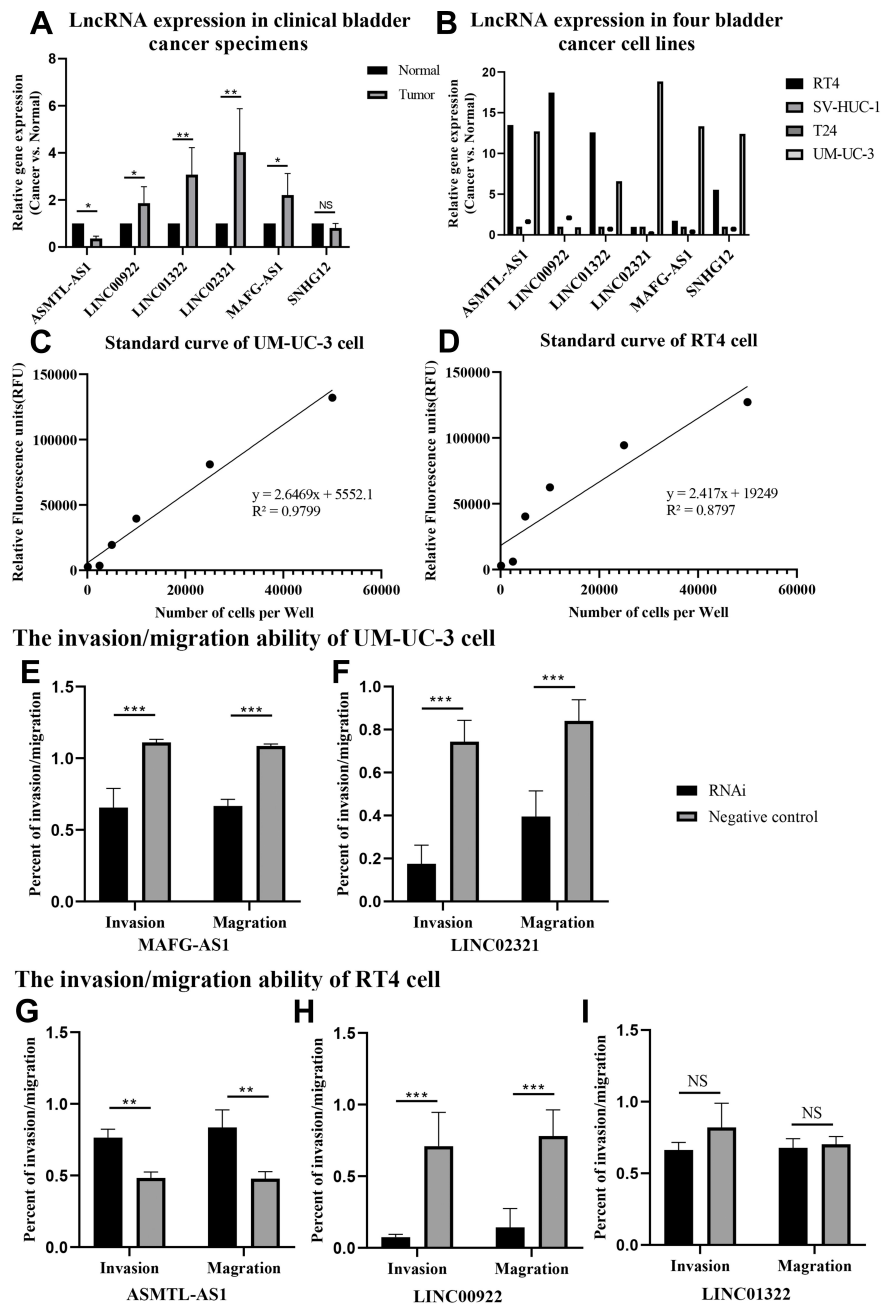 A
LncRNA expression in clinical bladder
cancer specimens
Relative gene expression
(Cancer vs. Normal)
8
6
4
2
0
*
*
**
**
*
NS
Normal
Tumor
ASMTL-AS1
LINC00922
LINC01322
LINC02321
MAFG-AS1
SNHG12
B
LncRNA expression in four bladder
cancer cell lines
Relative gene expression
(Cancer vs. Normal)
20
15
10
5
0
RT4
SV-HUC-1
T24
UM-UC-3
ASMTL-AS1
LINC00922
LINC01322
LINC02321
MAFG-AS1
SNHG12
C
Standard curve of UM-UC-3 cell
Relative Fluorescence units(RFU)
150000
100000
50000
0
y = 2.6469x + 5552.1
R² = 0.9799
0
20000
40000
60000
Number of cells per Well
D
Standard curve of RT4 cell
Relative Fluorescence units(RFU)
150000
100000
50000
0
y = 2.417x + 19249
R² = 0.8797
0
20000
40000
60000
Number of cells per Well
The invasion/migration ability of UM-UC-3 cell
E
Percent of invasion/migration
1.5
1.0
0.5
0.0
***
***
Invasion
Magration
MAFG-AS1
F
Percent of invasion/migration
1.0
0.8
0.6
0.4
0.2
0.0
***
***
Invasion
Magration
LINC02321
RNAi
Negative control
The invasion/migration ability of RT4 cell
G
Percent of invasion/migration
1.5
1.0
0.5
0.0
**
**
Invasion
Magration
ASMTL-AS1
H
Percent of invasion/migration
1.5
1.0
0.5
0.0
***
***
Invasion
Magration
LINC00922
I
Percent of invasion/migration
1.5
1.0
0.5
0.0
NS
NS
Invasion
Magration
LINC01322